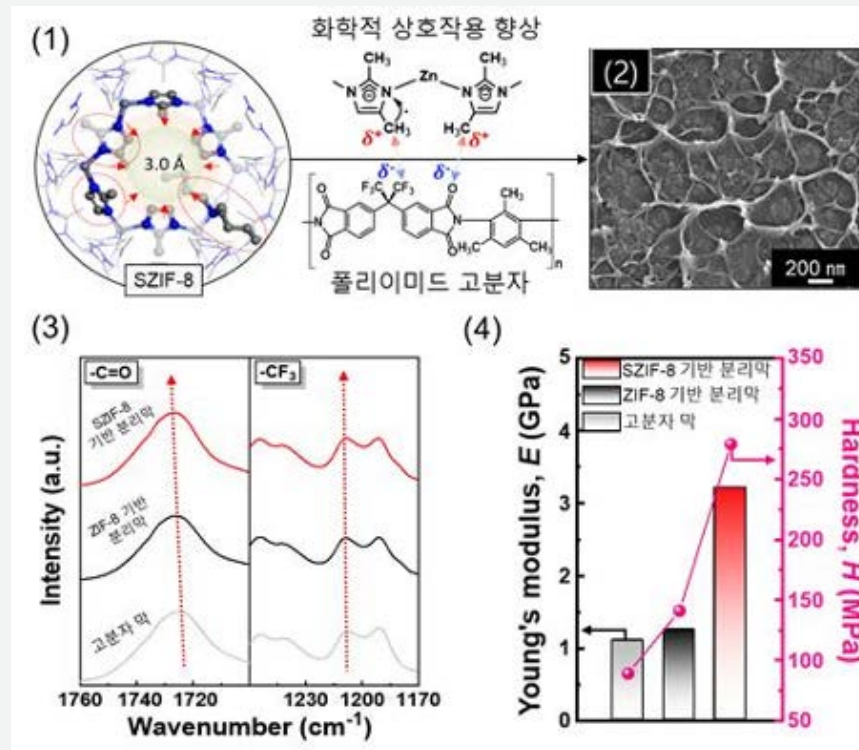 (1)
3.0 Å
SZIF-8
화학적 상호작용 향상
CH₃ Zn CH₃
N N N N
CH₃ H₃C
δ⁺ δ⁺
δ⁻ δ⁻
O F₃C CF₃ O CH₃
N N
O O H₃C CH₃
n
폴리이미드 고분자
(2)
200 nm
(3)
-C=O
-CF₃
SZIF-8
기반 분리막
ZIF-8 기반
분리막
고분자 막
Intensity (a.u.)
1760 1740 1720 1230 1200 1170
Wavenumber (cm⁻¹)
(4)
SZIF-8 기반 분리막
ZIF-8 기반 분리막
고분자 막
Young's modulus, E (GPa)
5
4
3
2
1
0
350
300
250
200
150
100
50
Hardness, H (MPa)